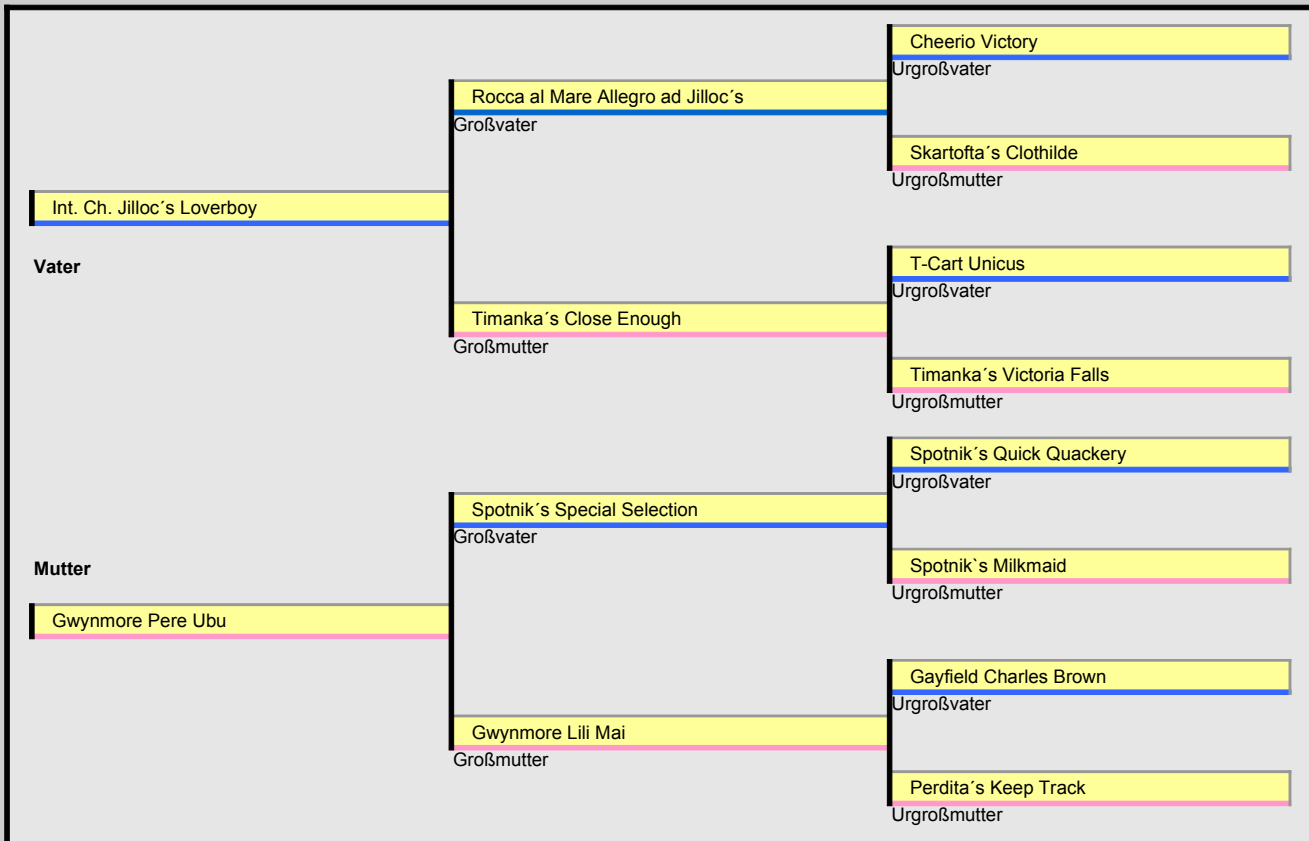 Cheerio Victory
Urgroßvater
Rocca al Mare Allegro ad Jilloc´s
Großvater
Skartofta´s Clothilde
Urgroßmutter
Int. Ch. Jilloc´s Loverboy
Vater
T-Cart Unicus
Urgroßvater
Timanka´s Close Enough
Großmutter
Timanka´s Victoria Falls
Urgroßmutter
Spotnik´s Quick Quackery
Urgroßvater
Spotnik´s Special Selection
Großvater
Spotnik`s Milkmaid
Urgroßmutter
Mutter
Gwynmore Pere Ubu
Gayfield Charles Brown
Urgroßvater
Gwynmore Lili Mai
Großmutter
Perdita´s Keep Track
Urgroßmutter